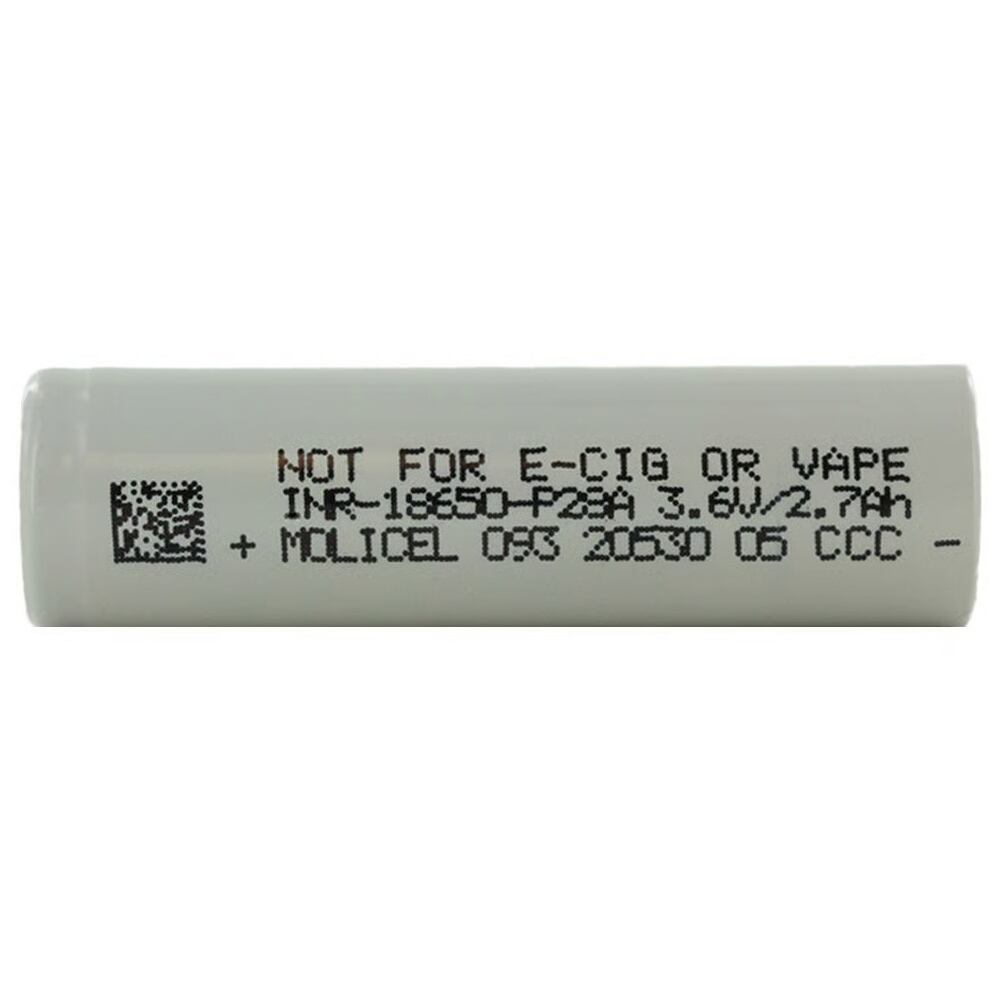 NOT FOR E-CIG OR VAPE
INR-18650-P28A 3.6V/2.7Ah
+ MOLICEL 093 20530 05 CCC -